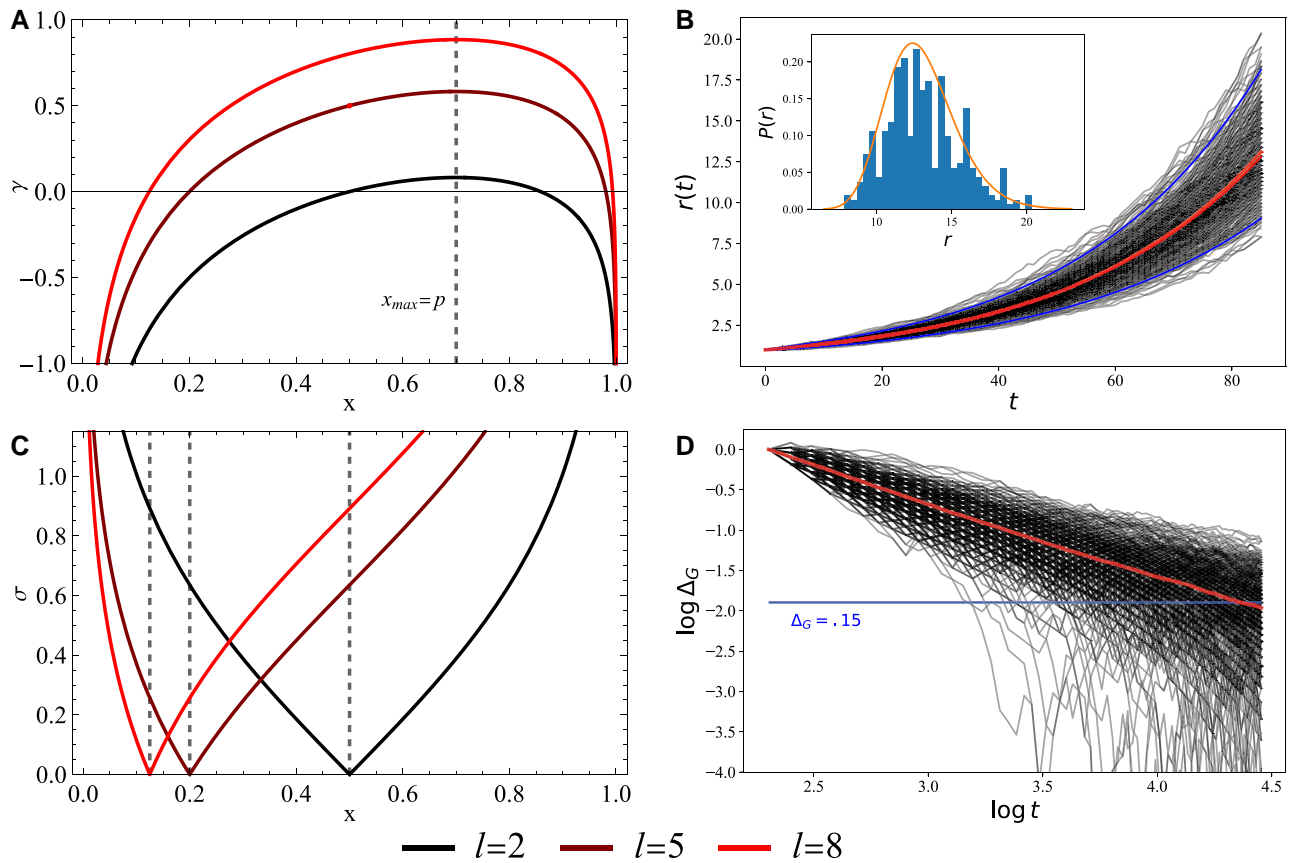 A
1.0
0.5
0.0
−0.5
−1.0
γ
x_max=p
0.0 0.2 0.4 0.6 0.8 1.0
x
B
20.0
17.5
15.0
12.5
10.0
7.5
5.0
2.5
r(t)
0.20
0.15
0.10
0.05
0.00
P(r)
10 15 20
r
0 20 40 60 80
t
C
1.0
0.8
0.6
0.4
0.2
0.0
σ
0.0 0.2 0.4 0.6 0.8 1.0
x
D
0.0
−0.5
−1.0
−1.5
−2.0
−2.5
−3.0
−3.5
−4.0
log Δ_G
Δ_G = .15
2.5 3.0 3.5 4.0 4.5
log t
l=2 l=5 l=8